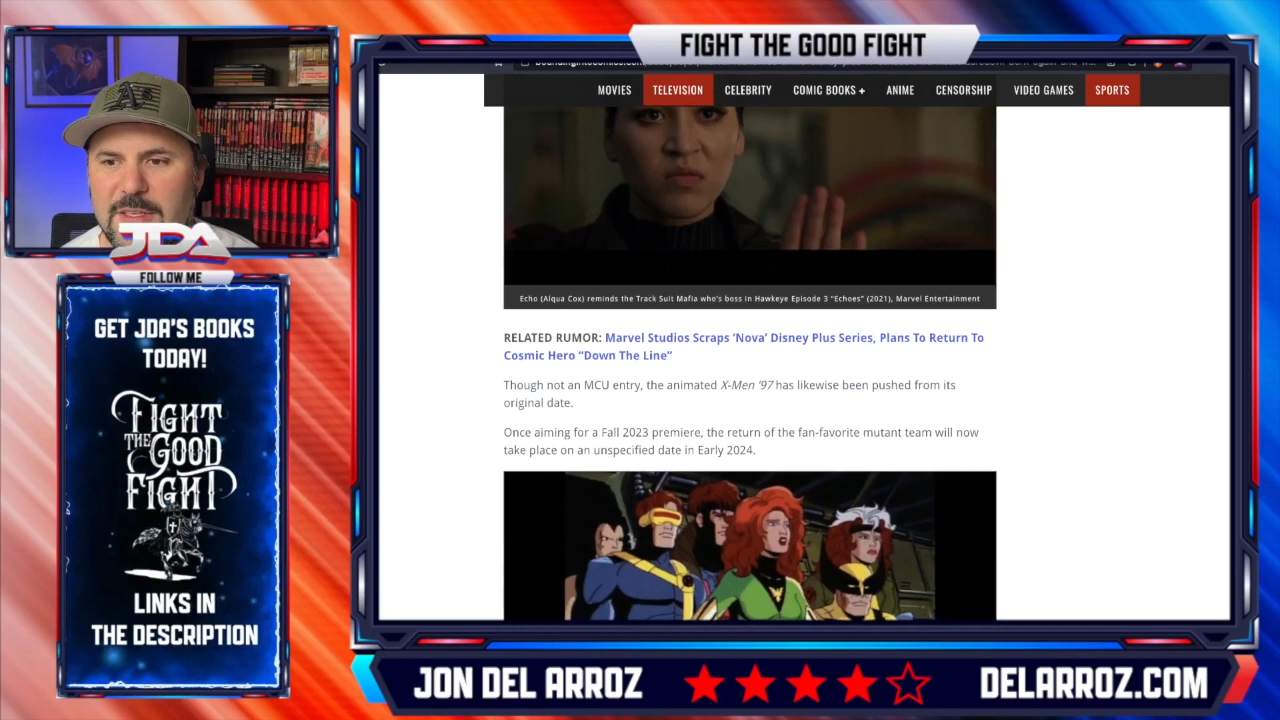 FIGHT THE GOOD FIGHT
MOVIES TELEVISION CELEBRITY COMIC BOOKS + ANIME CENSORSHIP VIDEO GAMES SPORTS
Echo (Alqua Cox) reminds the Track Suit Mafia who's boss in Hawkeye Episode 3 "Echoes" (2021), Marvel Entertainment
RELATED RUMOR: Marvel Studios Scraps ‘Nova’ Disney Plus Series, Plans To Return To
Cosmic Hero “Down The Line”
Though not an MCU entry, the animated X-Men ’97 has likewise been pushed from its
original date.
Once aiming for a Fall 2023 premiere, the return of the fan-favorite mutant team will now
take place on an unspecified date in Early 2024.
JDA
FOLLOW ME
GET JDA'S BOOKS
TODAY!
FIGHT
THE GOOD
FIGHT
LINKS IN
THE DESCRIPTION
JON DEL ARROZ
DELARROZ.COM